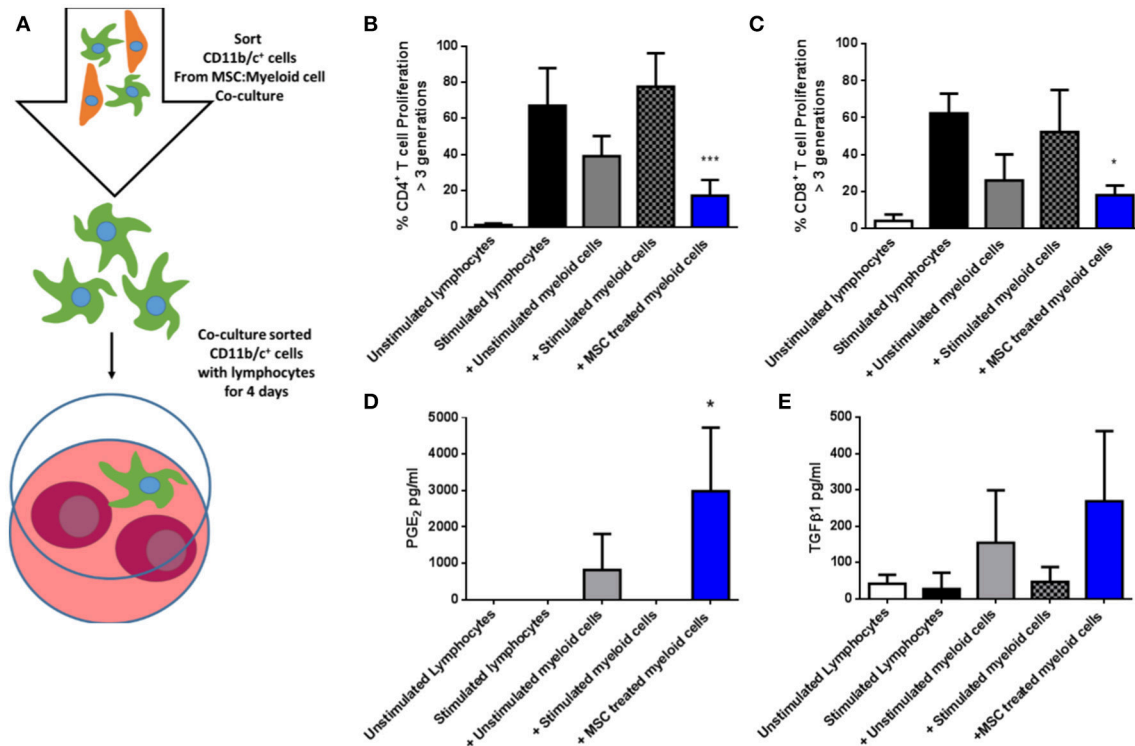 A
Sort
CD11b/c⁺ cells
From MSC:Myeloid cell
Co-culture
Co-culture sorted
CD11b/c⁺ cells
with lymphocytes
for 4 days
B
% CD4⁺ T cell Proliferation
> 3 generations
100
80
60
40
20
0
***
Unstimulated lymphocytes
Stimulated lymphocytes
+ Unstimulated myeloid cells
+ Stimulated myeloid cells
+ MSC treated myeloid cells
C
% CD8⁺ T cell Proliferation
> 3 generations
100
80
60
40
20
0
*
Unstimulated lymphocytes
Stimulated lymphocytes
+ Unstimulated myeloid cells
+ Stimulated myeloid cells
+ MSC treated myeloid cells
D
PGE₂ pg/ml
5000
4000
3000
2000
1000
0
*
Unstimulated Lymphocytes
Stimulated lymphocytes
+ Unstimulated myeloid cells
+ Stimulated myeloid cells
+ MSC treated myeloid cells
E
TGFβ1 pg/ml
500
400
300
200
100
0
Unstimulated Lymphocytes
Stimulated Lymphocytes
+ Unstimulated myeloid cells
+ Stimulated myeloid cells
+MSC treated myeloid cells